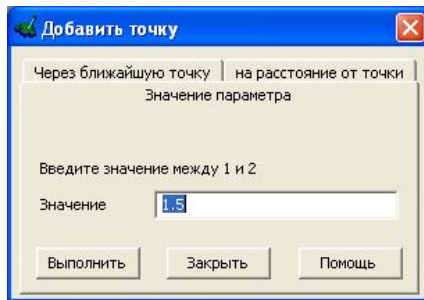 Добавить точку
Через ближайшую точку на расстояние от точки
Значение параметра
Введите значение между 1 и 2
Значение 1.5
Выполнить Закрыть Помощь